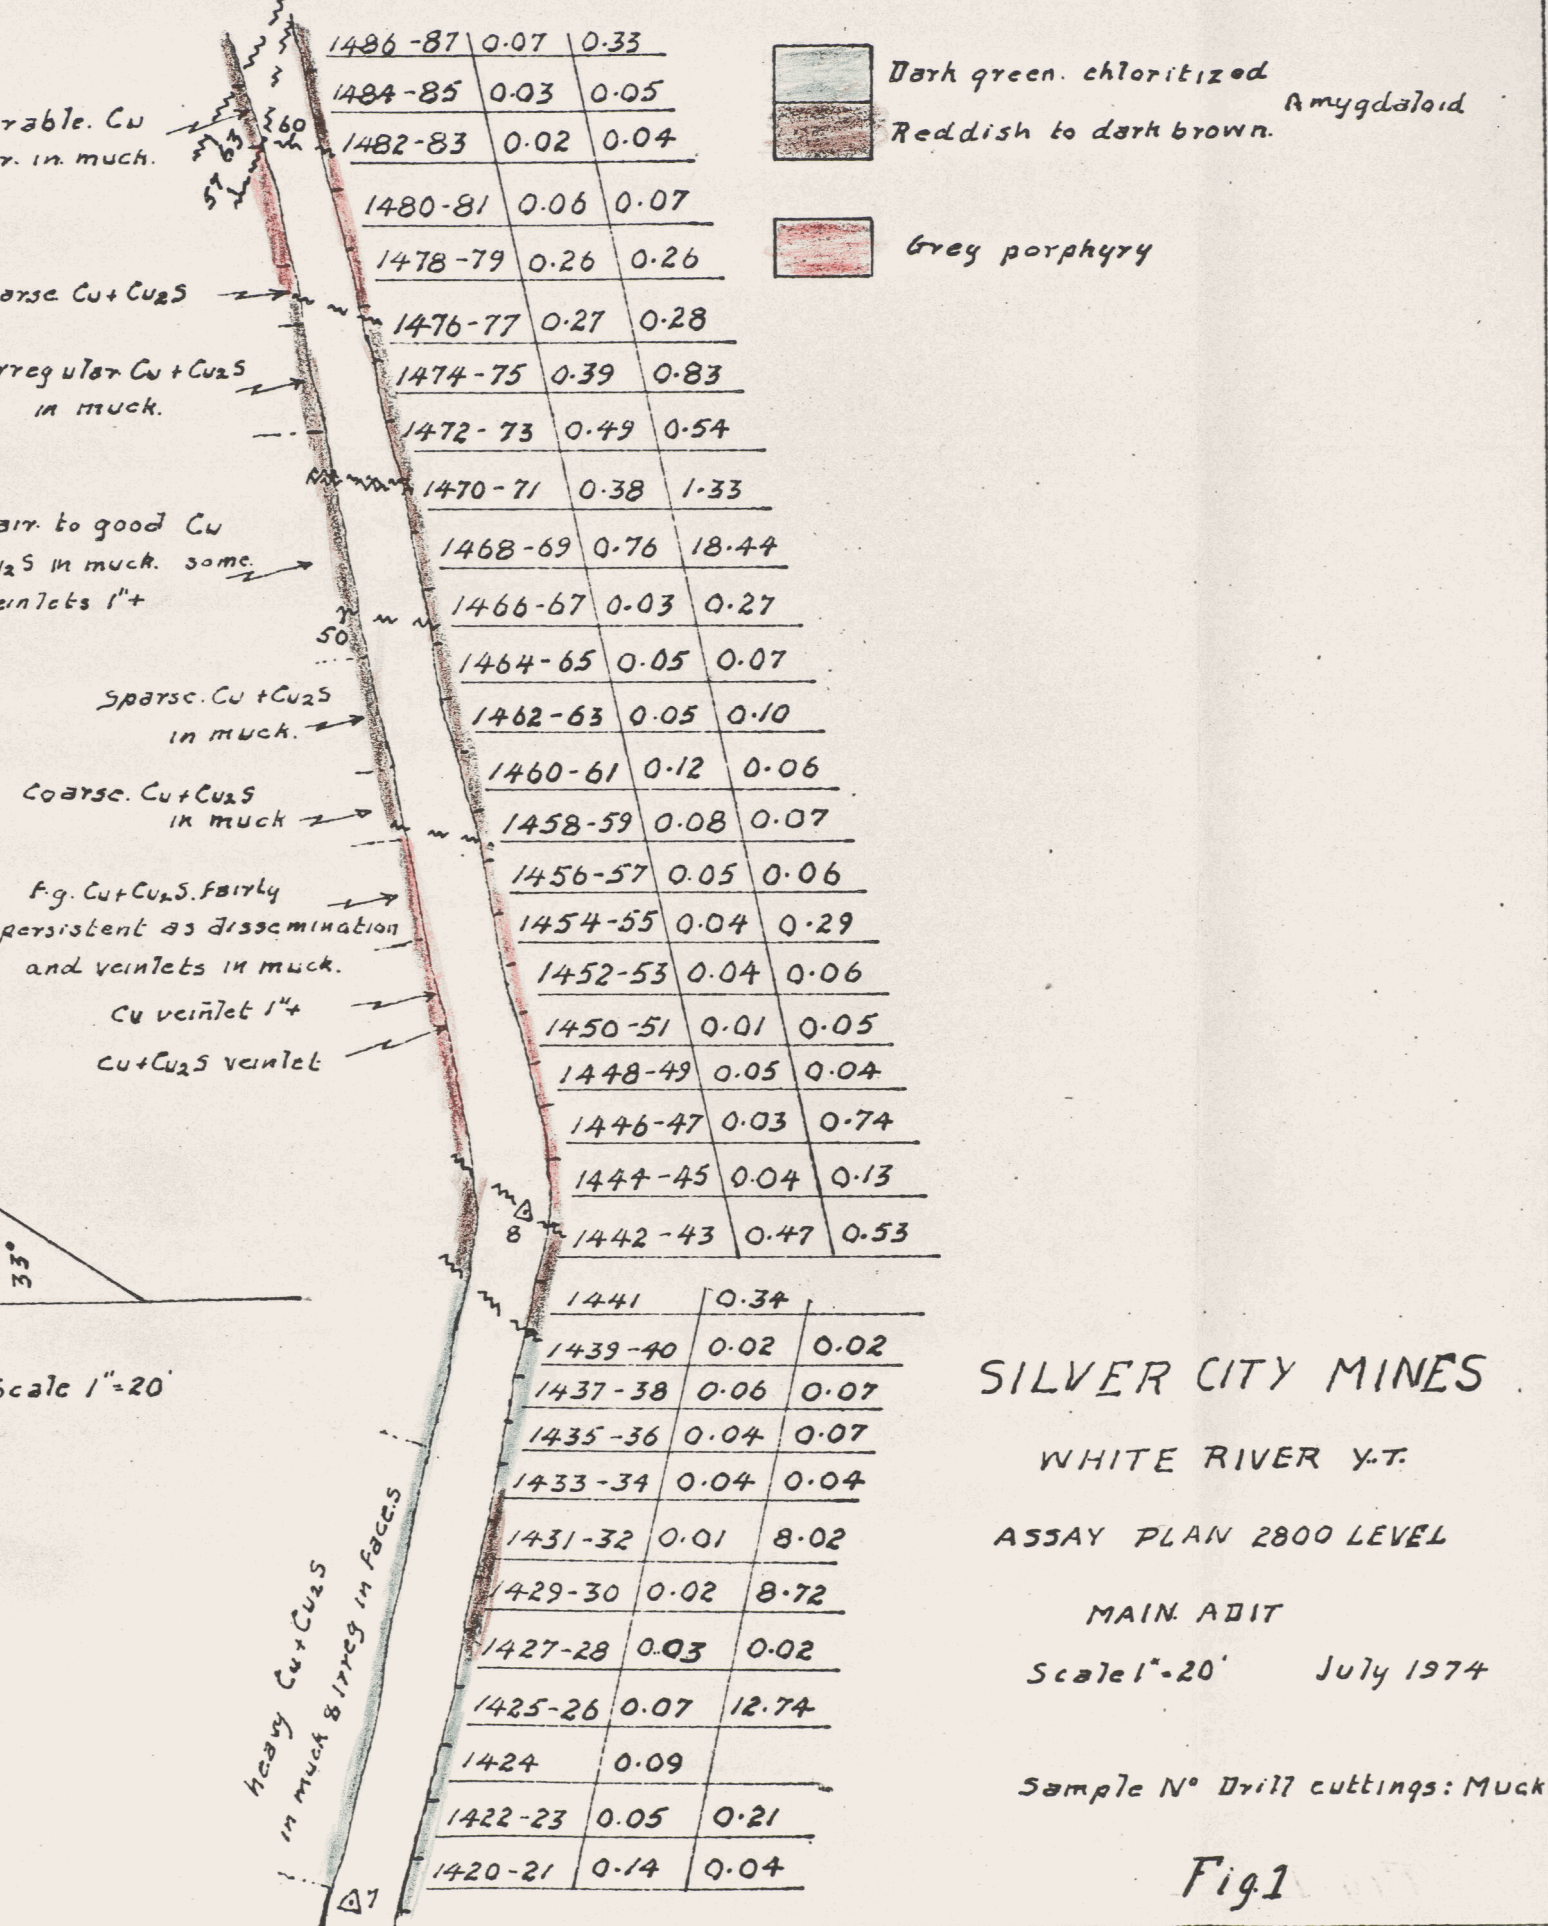 1486-87 0.07 0.33
1484-85 0.03 0.05
1482-83 0.02 0.04
1480-81 0.06 0.07
1478-79 0.26 0.26
1476-77 0.27 0.28
1474-75 0.39 0.83
1472-73 0.49 0.54
1470-71 0.38 1.33
1468-69 0.76 18.44
1466-67 0.03 0.27
1464-65 0.05 0.07
1462-63 0.05 0.10
1460-61 0.12 0.06
1458-59 0.08 0.07
1456-57 0.05 0.06
1454-55 0.04 0.29
1452-53 0.04 0.06
1450-51 0.01 0.05
1448-49 0.05 0.04
1446-47 0.03 0.74
1444-45 0.04 0.13
1442-43 0.47 0.53
1441 0.34
1439-40 0.02 0.02
1437-38 0.06 0.07
1435-36 0.04 0.07
1433-34 0.04 0.04
1431-32 0.01 8.02
1429-30 0.02 8.72
1427-28 0.03 0.02
1425-26 0.07 12.74
1424 0.09
1422-23 0.05 0.21
1420-21 0.14 0.04
rable. Cu
r. in muck.
60
63
57
arse Cu+Cu2S
rregular Cu+Cu2S
in muck.
air. to good Cu
u2S in muck. some
einlets 1"+
50
Sparse. Cu+Cu2S
in muck.
Coarse. Cu+Cu2S
in muck
F.g. Cu+Cu2S. Fairly
persistent as dissemination
and veinlets in muck.
Cu veinlet 1"+
Cu+Cu2S veinlet
8
33°
Scale 1"=20'
heavy Cu+Cu2S
in muck & irreg in faces
7
Dark green. chloritized
Amygdaloid
Reddish to dark brown.
Grey porphyry
SILVER CITY MINES
WHITE RIVER Y.T.
ASSAY PLAN 2800 LEVEL
MAIN ADIT
Scale 1"=20' July 1974
Sample Nº Drill cuttings: Muck
Fig.1